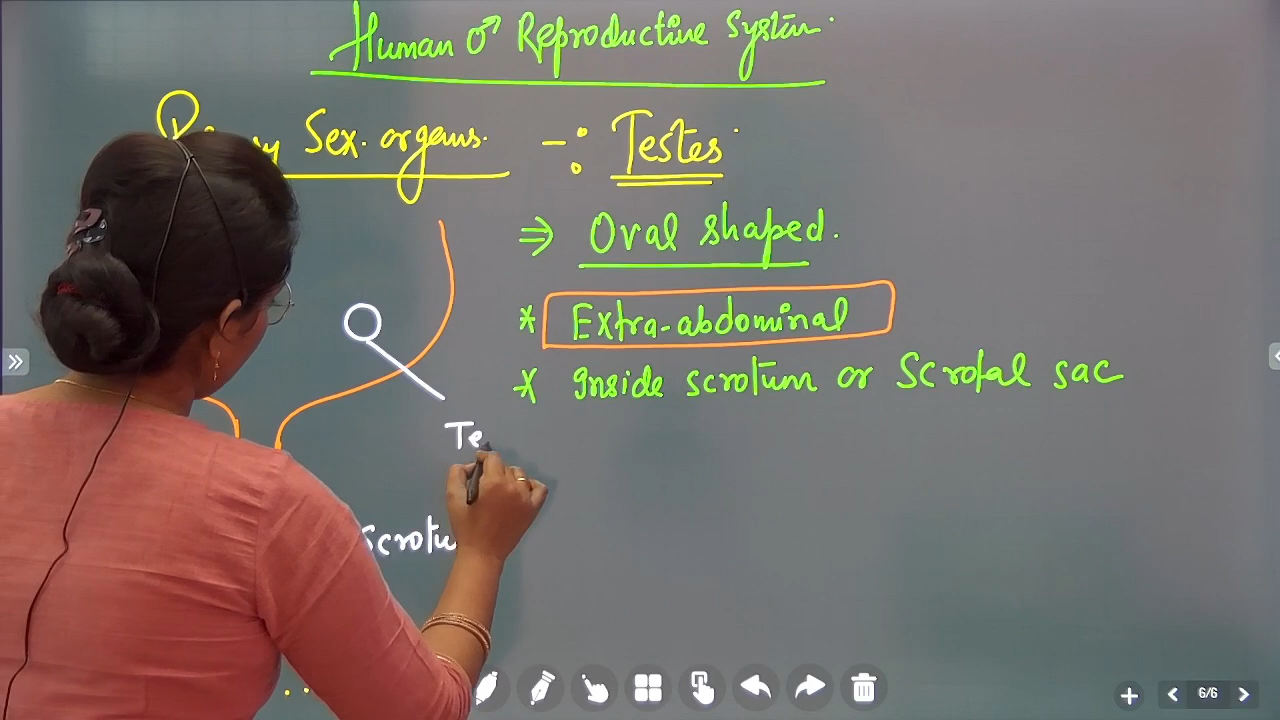 Human ♂ Reproductive System.
Sex. organs. -: Testes
⇒ Oval shaped.
* Extra-abdominal
* Inside scrotum or Scrotal sac
Te
Scrotu
6/6